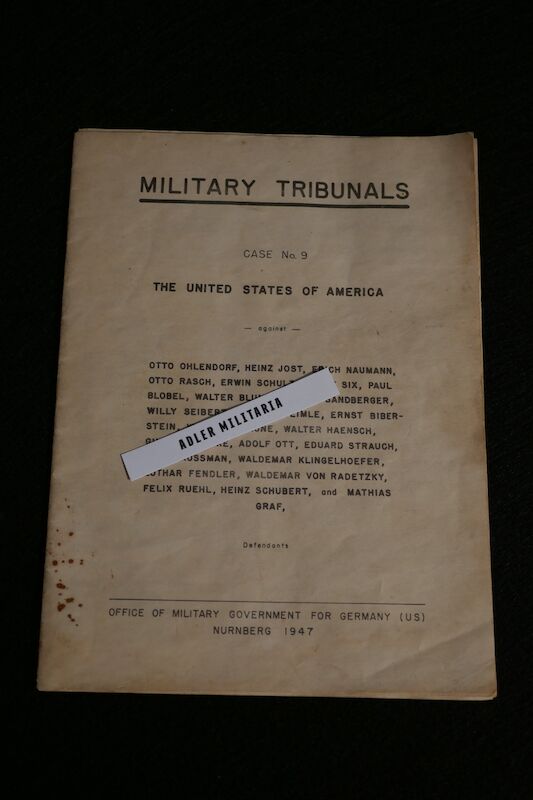 MILITARY TRIBUNALS
CASE No. 9
THE UNITED STATES OF AMERICA
— against —
OTTO OHLENDORF, HEINZ JOST, ERICH NAUMANN,
OTTO RASCH, ERWIN SIX, PAUL
BLOBEL, WALTER SANDBERGER,
WILLY ERNST BIBER-
STEIN, WALTER HAENSCH,
ADOLF OTT, EDUARD STRAUCH,
WALDEMAR KLINGELHOEFER,
LOTHAR FENDLER, WALDEMAR VON RADETZKY,
FELIX RUEHL, HEINZ SCHUBERT, and MATHIAS
GRAF,
ADLER MILITARIA
Defendants
OFFICE OF MILITARY GOVERNMENT FOR GERMANY (US)
NURNBERG 1947